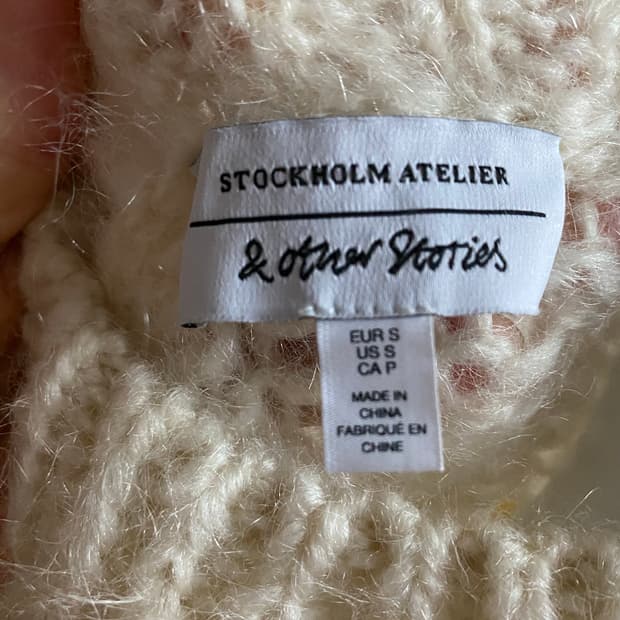 STOCKHOLM ATELIER
& other Stories
EUR S
US S
CA P
MADE IN
CHINA
FABRIQUÉ EN
CHINE